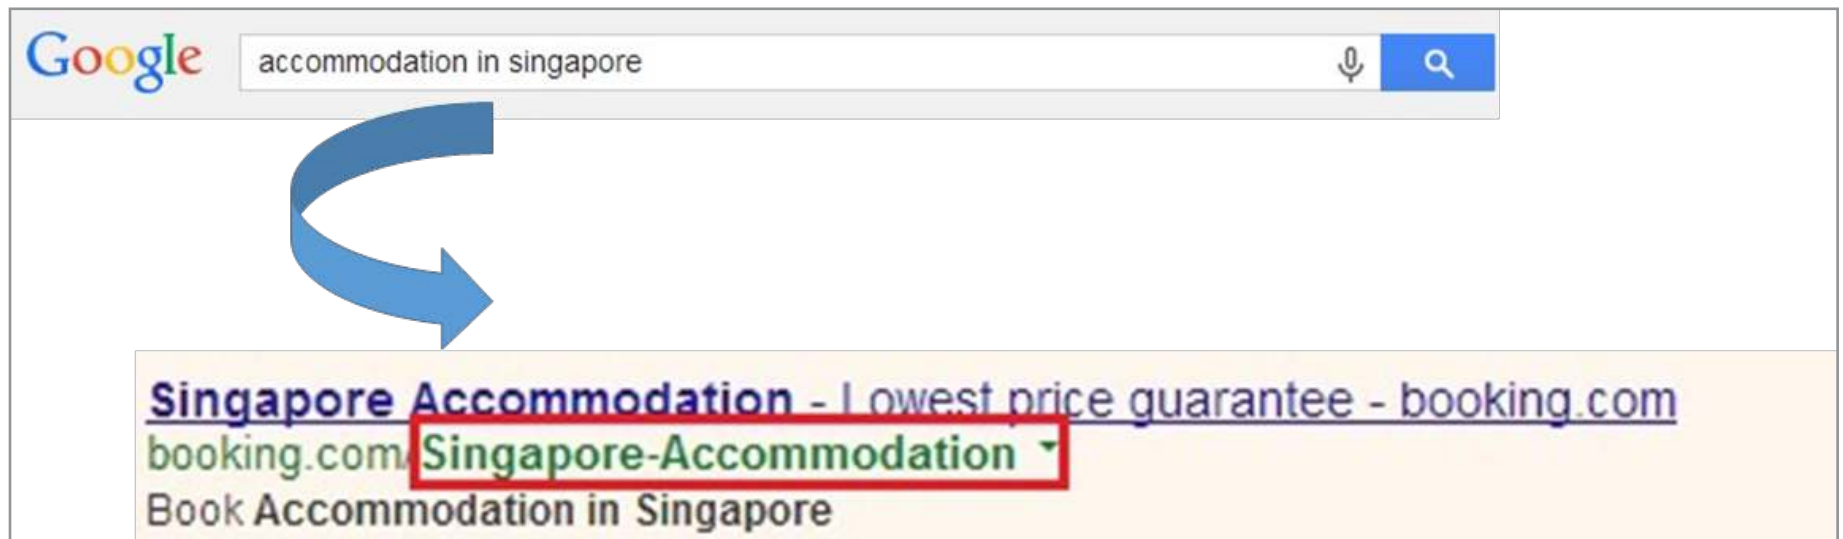 Google accommodation in singapore
Singapore Accommodation - Lowest price guarantee - booking.com
booking.com/Singapore-Accommodation
Book Accommodation in Singapore